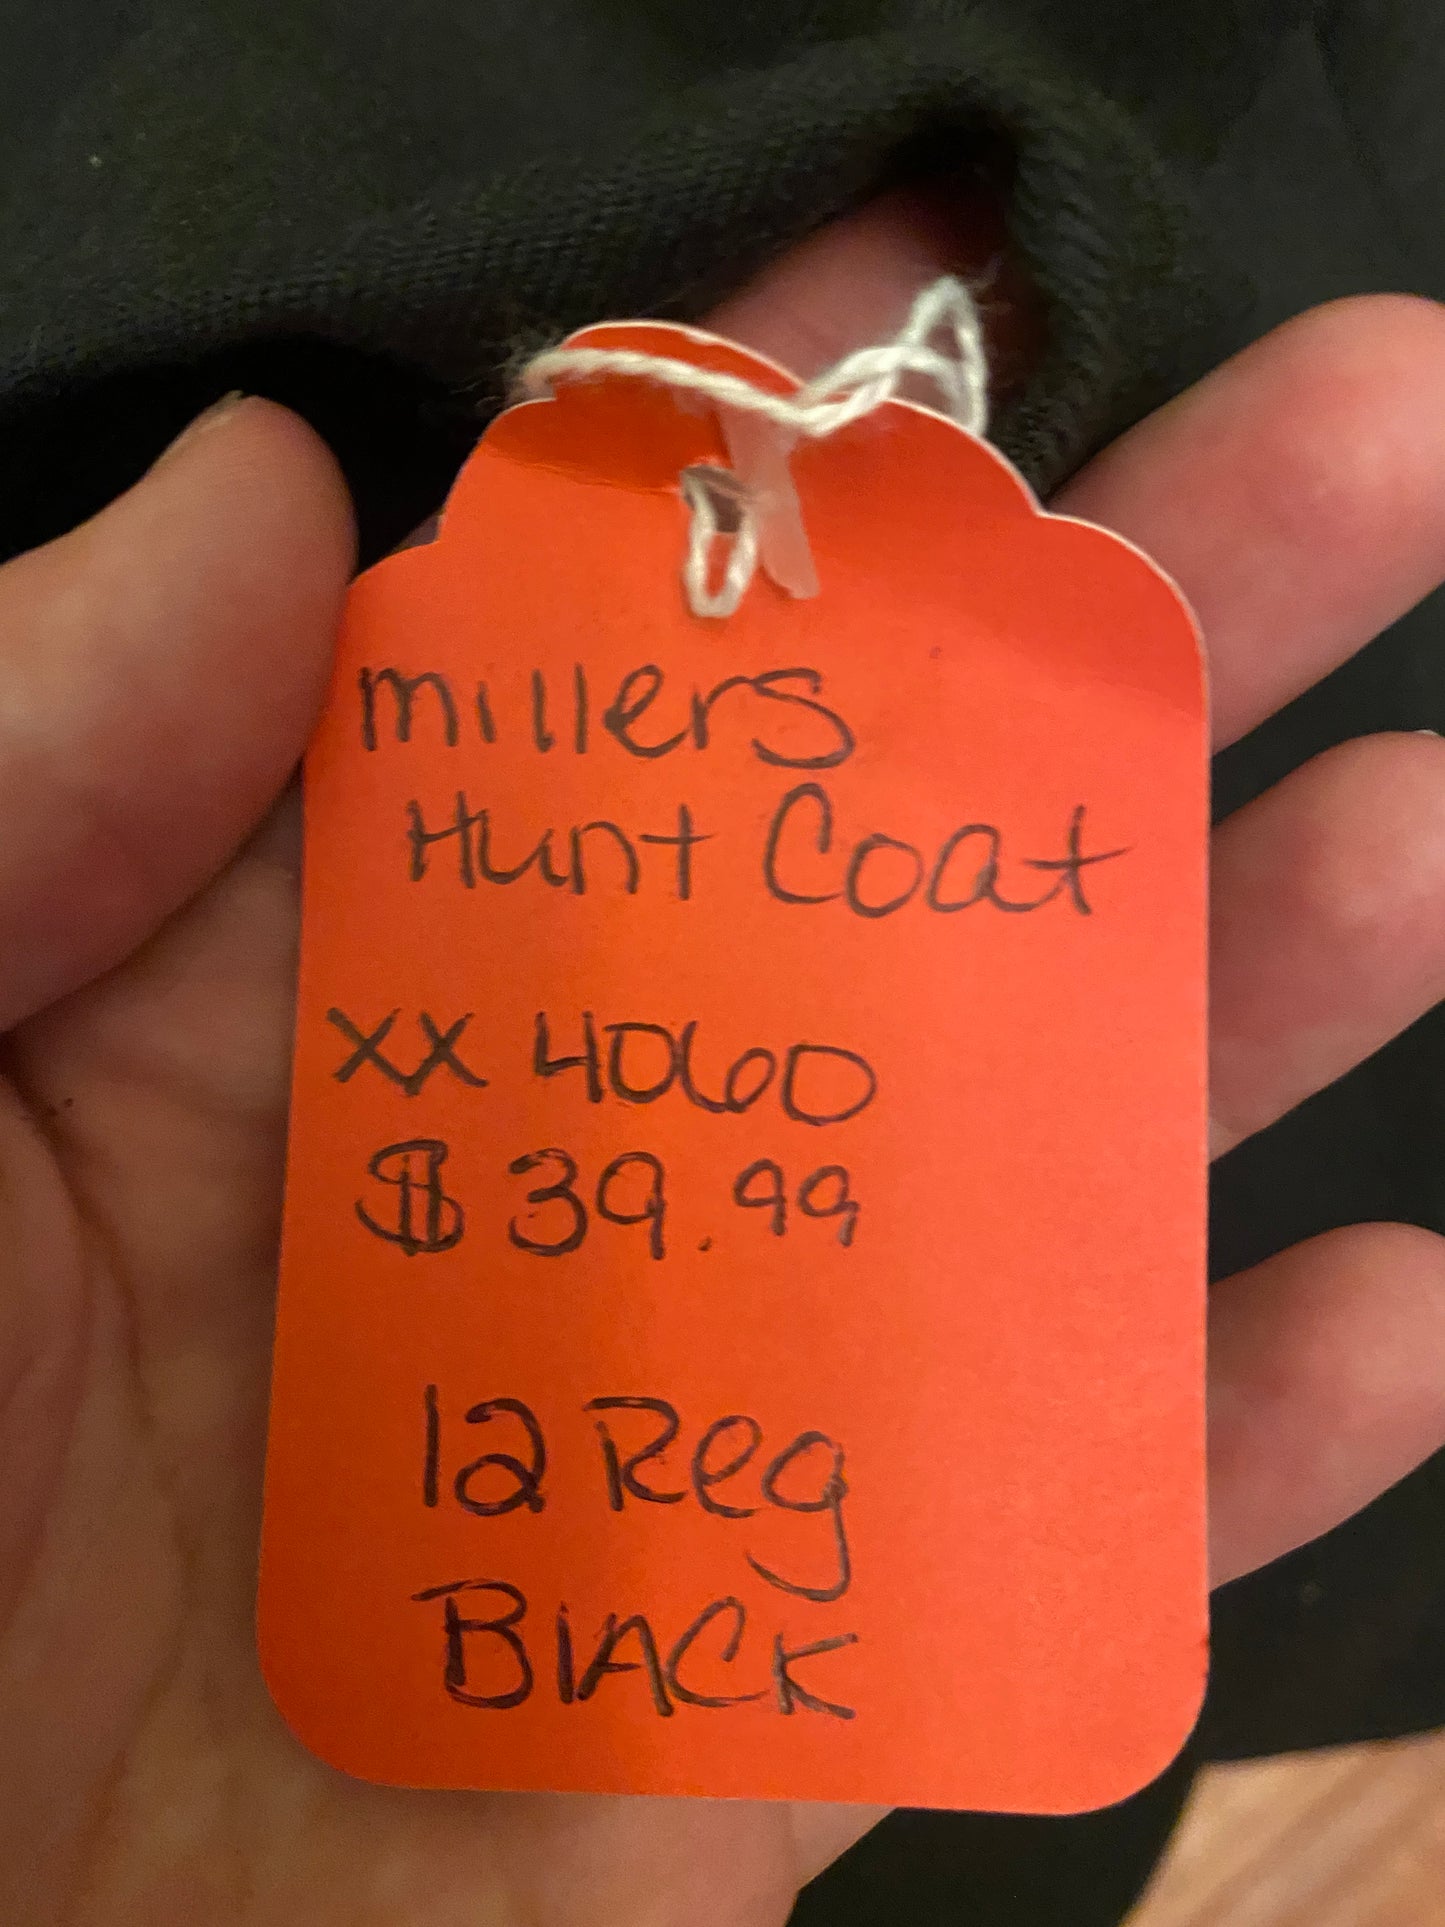 millers
Hunt Coat
XX 4060
$39.99
12 Reg
BlACK